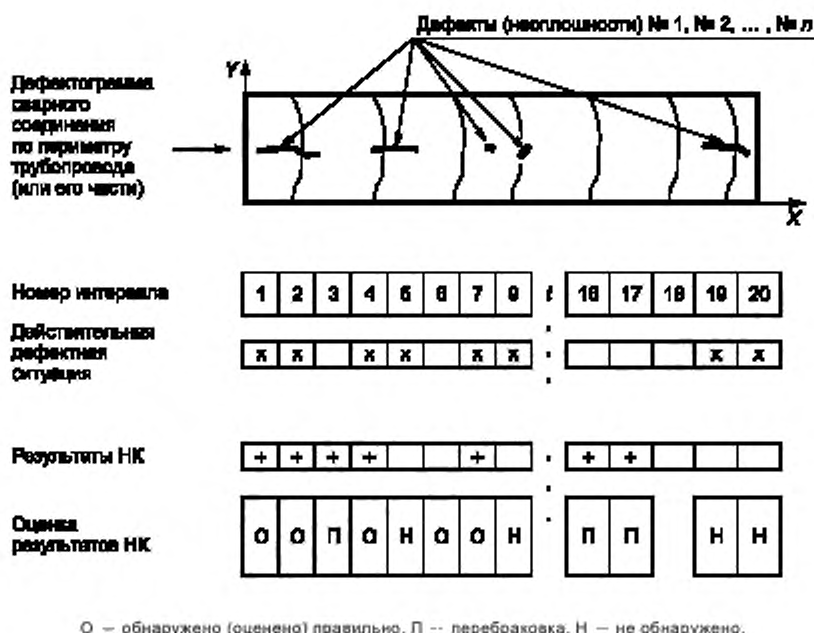 Дефекты (несплошности) № 1, № 2, ... , № n
Y
Дефектограмма
сварного
соединения
по периметру
трубопровода
(или его части)
X
Номер интервала
1 2 3 4 5 6 7 9 i 16 17 18 19 20
Действительная
дефектная
ситуация
x x x x x x x x
Результаты НК
+ + + + + + +
Оценка
результатов НК
О О П О Н О О Н П П Н Н
О — обнаружено (оценено) правильно, П -- перебраковка, Н — не обнаружено.